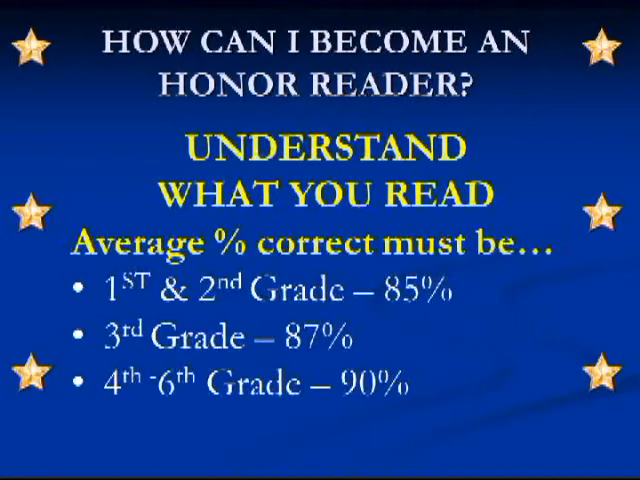 HOW CAN I BECOME AN
HONOR READER?
UNDERSTAND
WHAT YOU READ
Average % correct must be…
• 1ST & 2nd Grade – 85%
• 3rd Grade – 87%
• 4th -6th Grade – 90%